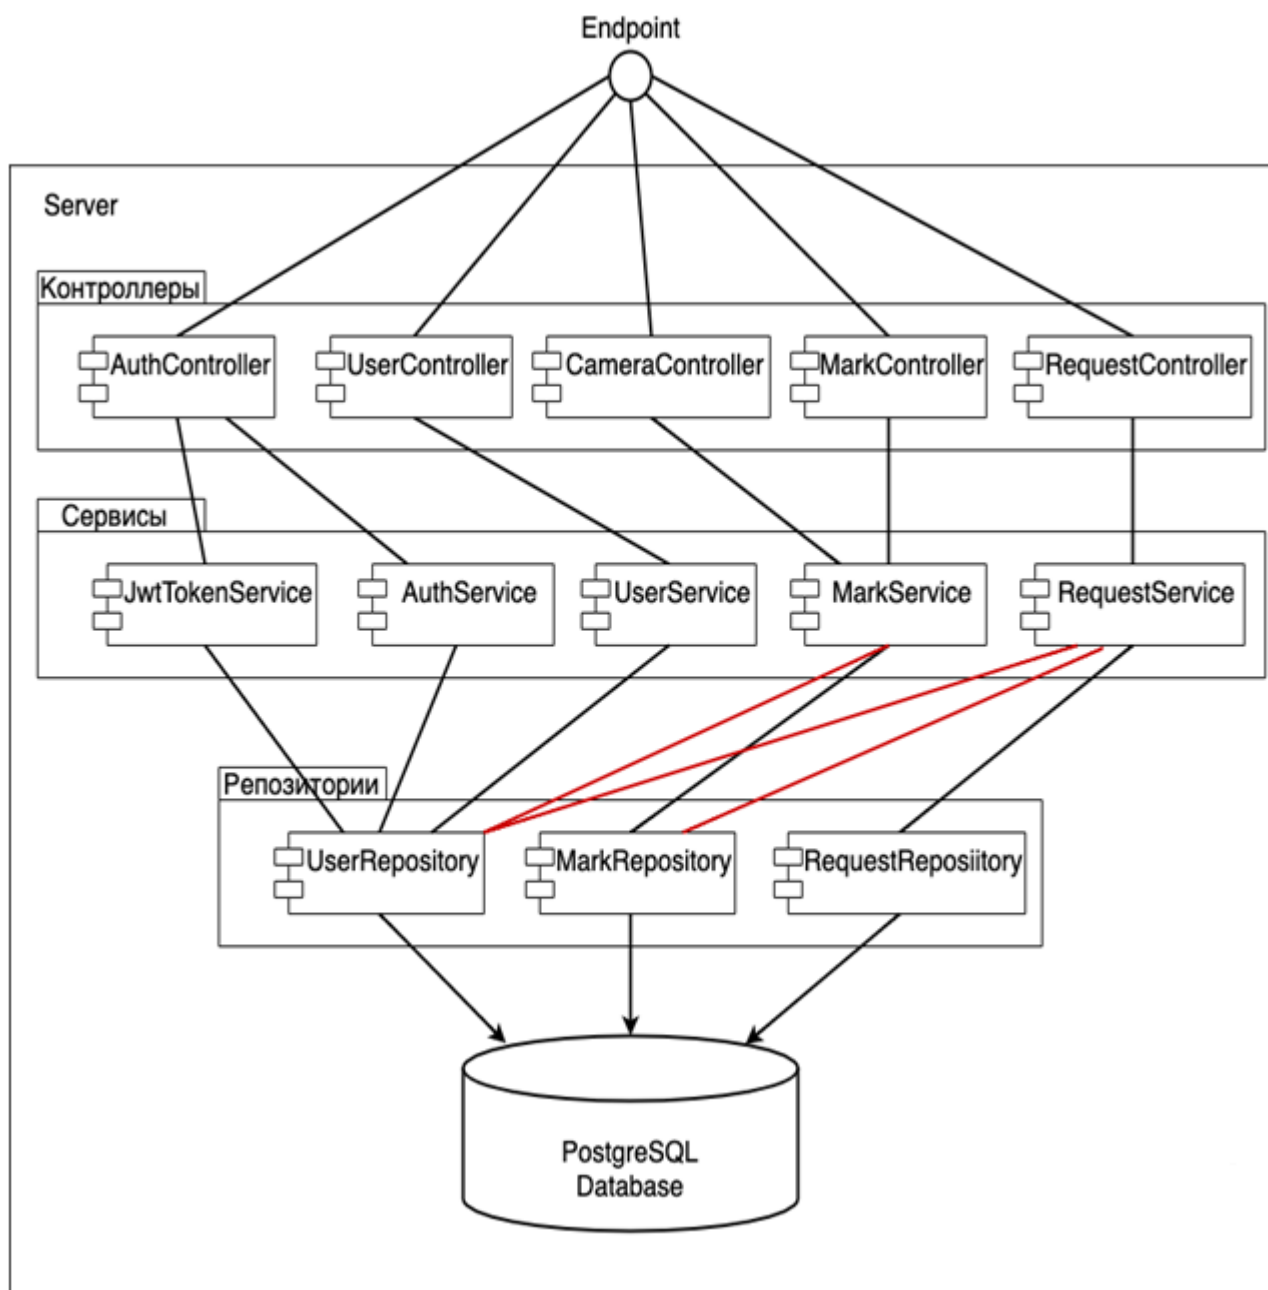 Endpoint
Server
Контроллеры
AuthController
UserController
CameraController
MarkController
RequestController
Сервисы
JwtTokenService
AuthService
UserService
MarkService
RequestService
Репозитории
UserRepository
MarkRepository
RequestReposiitory
PostgreSQL
Database